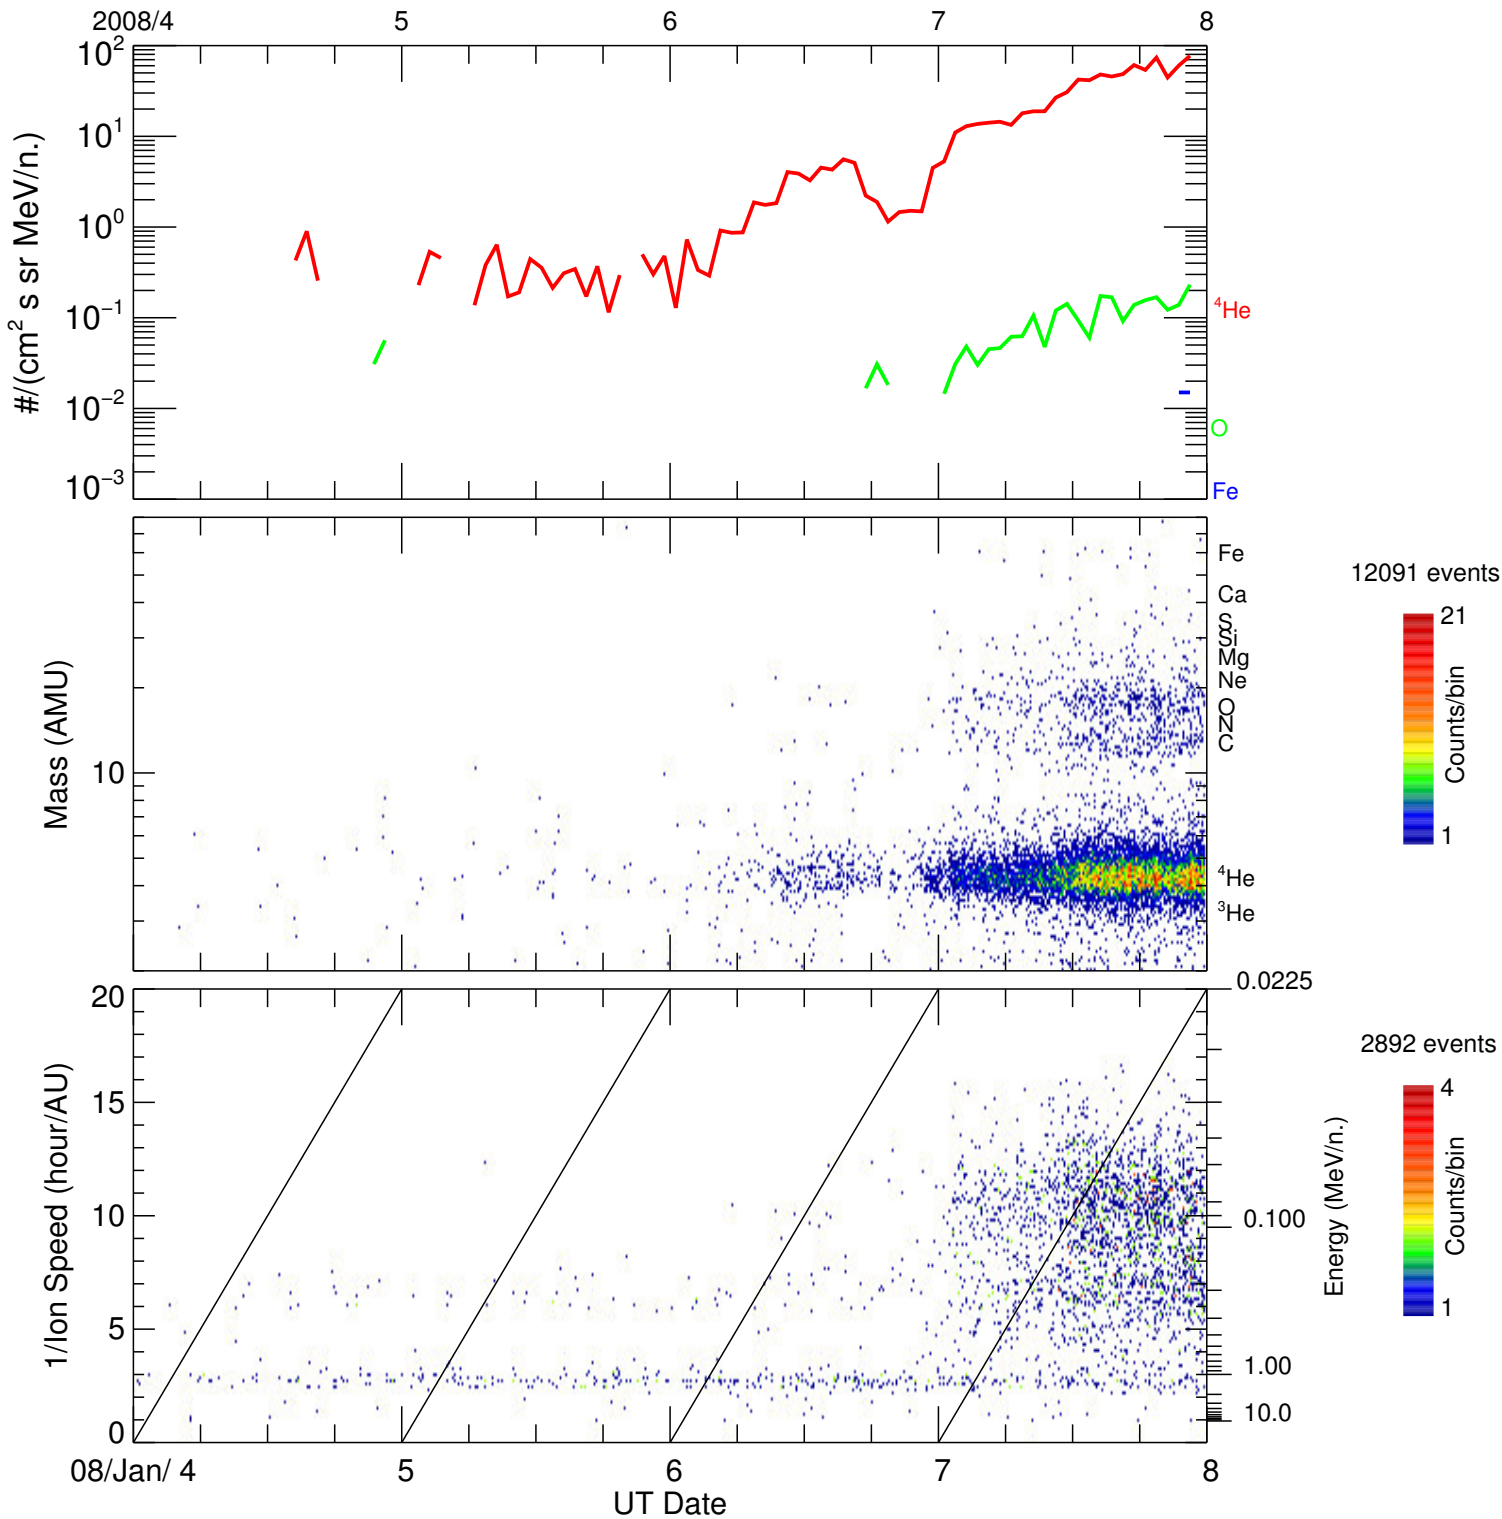 2008/4 5 6 7 8
10^2
10^1
10^0
10^-1
10^-2
10^-3
#/(cm^2 s sr MeV/n.)
^4He
O
Fe
Mass (AMU)
10
Fe
Ca
S
Si
Mg
Ne
O
N
C
^4He
^3He
12091 events
21
Counts/bin
1
1/Ion Speed (hour/AU)
20
15
10
5
0
0.0225
0.100
1.00
10.0
Energy (MeV/n.)
2892 events
4
Counts/bin
1
08/Jan/ 4 5 6 7 8
UT Date